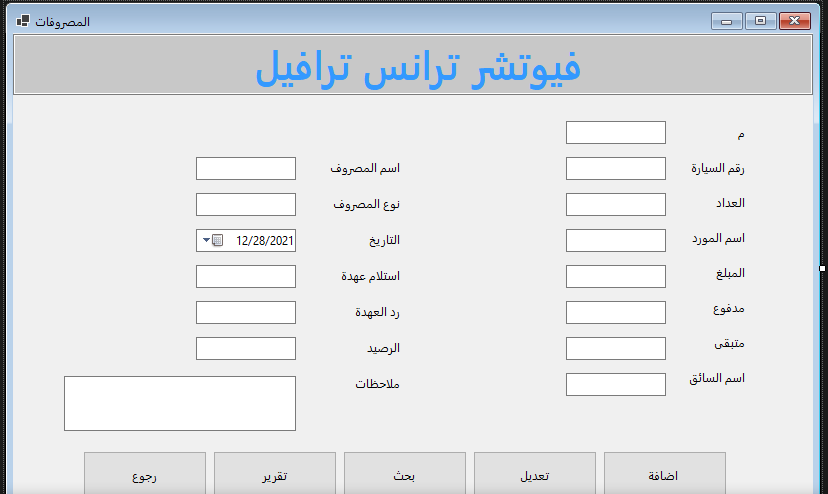 المصروفات
فيوتشر ترانس ترافيل
م
رقم السيارة
اسم المصروف
العداد
نوع المصروف
اسم المورد
التاريخ
12/28/2021
المبلغ
استلام عهدة
مدفوع
رد العهدة
متبقى
الرصيد
اسم السائق
ملاحظات
اضافة
تعديل
بحث
تقرير
رجوع